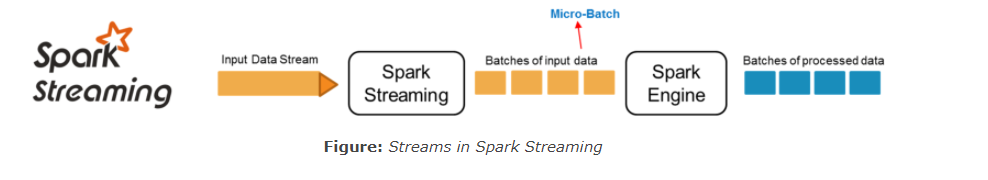 Micro-Batch
Spark
Streaming
Input Data Stream
Spark
Streaming
Batches of input data
Spark
Engine
Batches of processed data
Figure: Streams in Spark Streaming